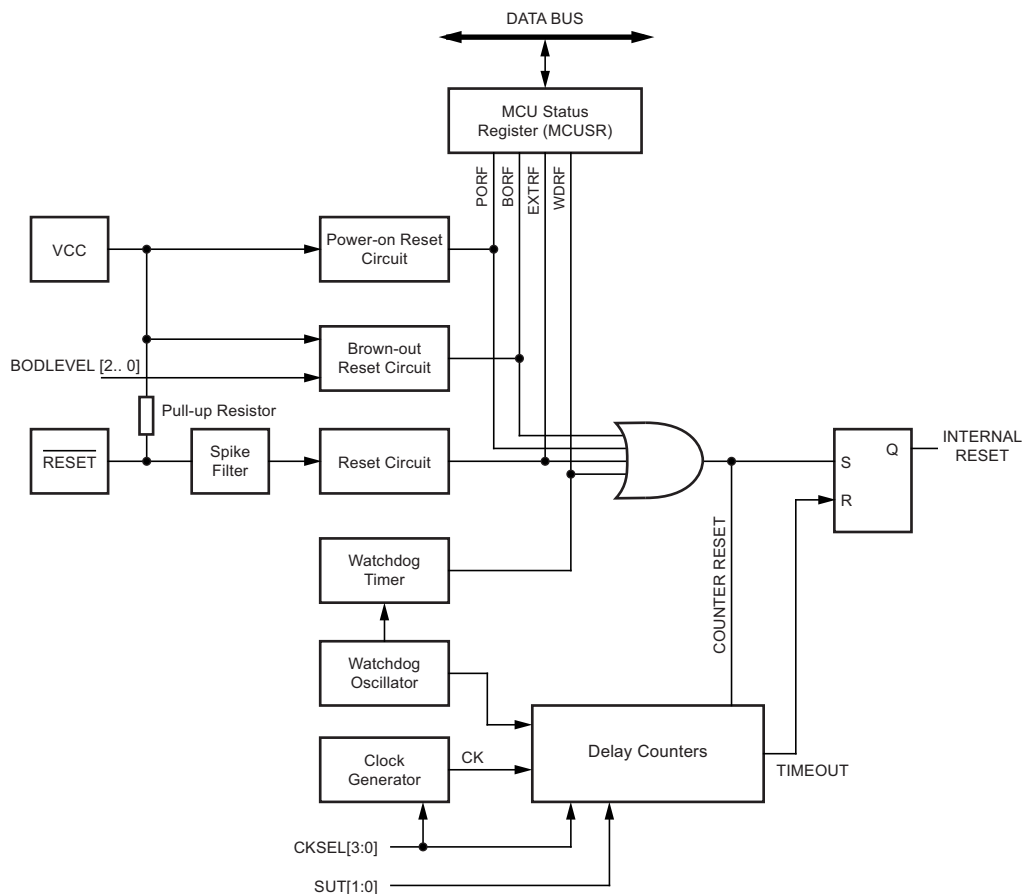 DATA BUS
MCU Status
Register (MCUSR)
PORF
BORF
EXTRF
WDRF
VCC
Power-on Reset
Circuit
Brown-out
Reset Circuit
BODLEVEL [2.. 0]
Pull-up Resistor
RESET
Spike
Filter
Reset Circuit
S
Q
R
INTERNAL
RESET
Watchdog
Timer
COUNTER RESET
Watchdog
Oscillator
Clock
Generator
CK
Delay Counters
TIMEOUT
CKSEL[3:0]
SUT[1:0]